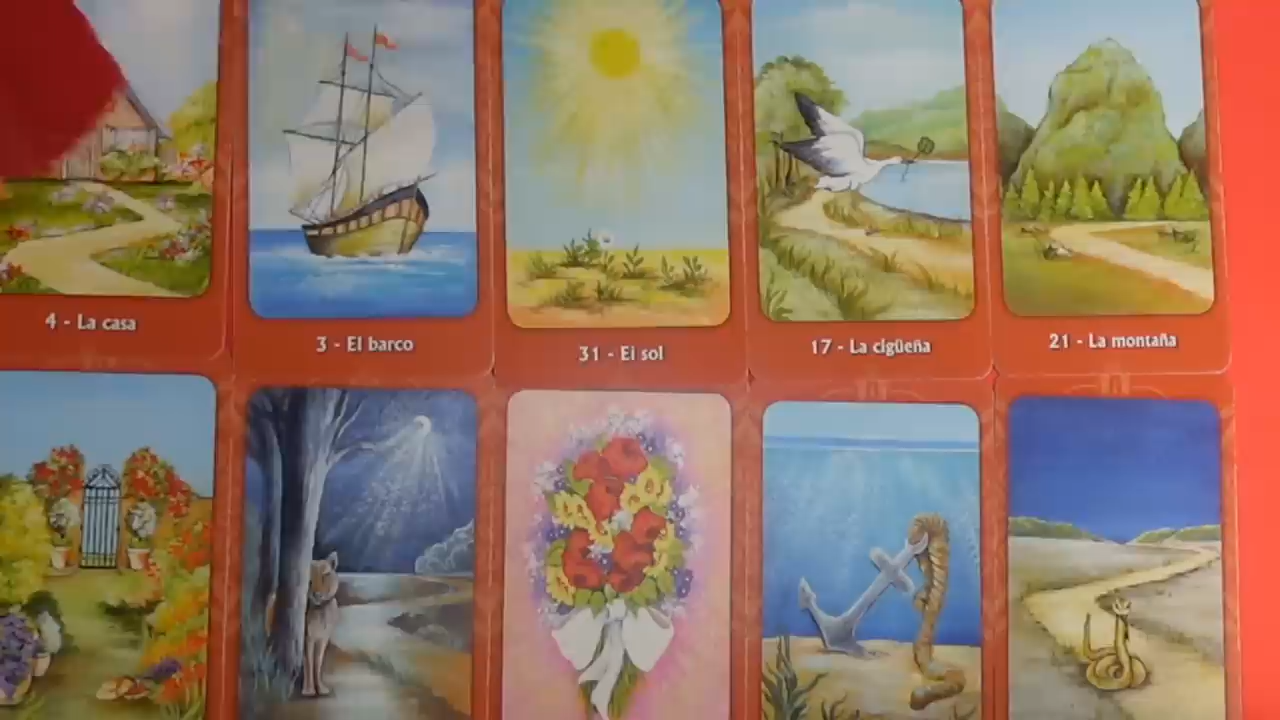 4 - La casa
3 - El barco
31 - El sol
17 - La cigüeña
21 - La montaña